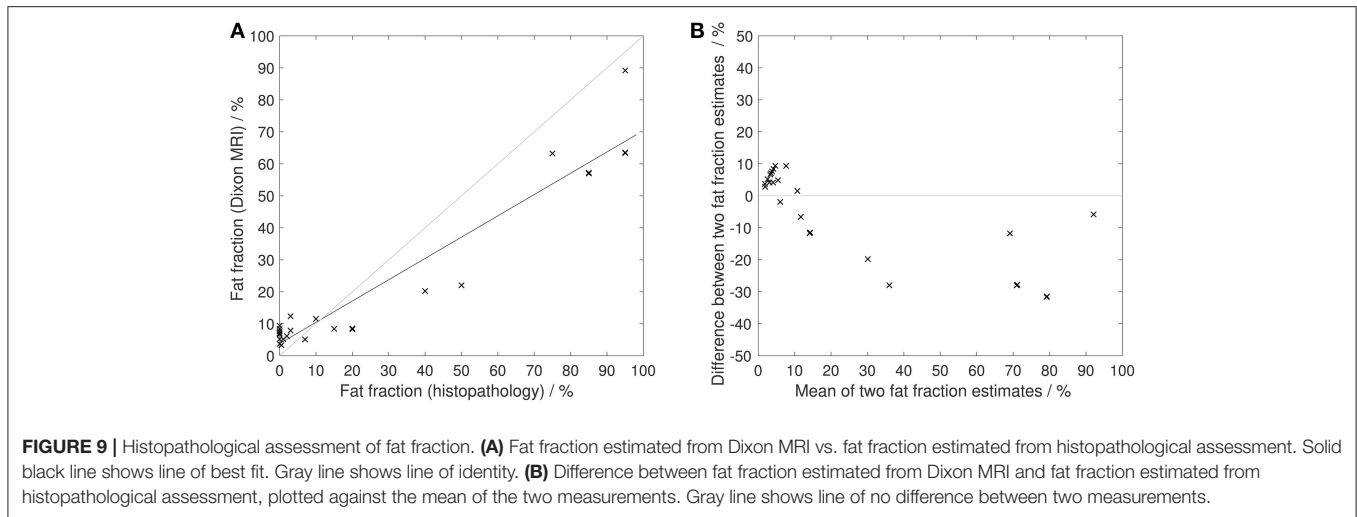 A
100
90
80
70
60
50
40
30
20
10
0
Fat fraction (Dixon MRI) / %
0 10 20 30 40 50 60 70 80 90 100
Fat fraction (histopathology) / %
B
50
40
30
20
10
0
-10
-20
-30
-40
-50
Difference between two fat fraction estimates / %
0 10 20 30 40 50 60 70 80 90 100
Mean of two fat fraction estimates / %
FIGURE 9 | Histopathological assessment of fat fraction. (A) Fat fraction estimated from Dixon MRI vs. fat fraction estimated from histopathological assessment. Solid
black line shows line of best fit. Gray line shows line of identity. (B) Difference between fat fraction estimated from Dixon MRI and fat fraction estimated from
histopathological assessment, plotted against the mean of the two measurements. Gray line shows line of no difference between two measurements.